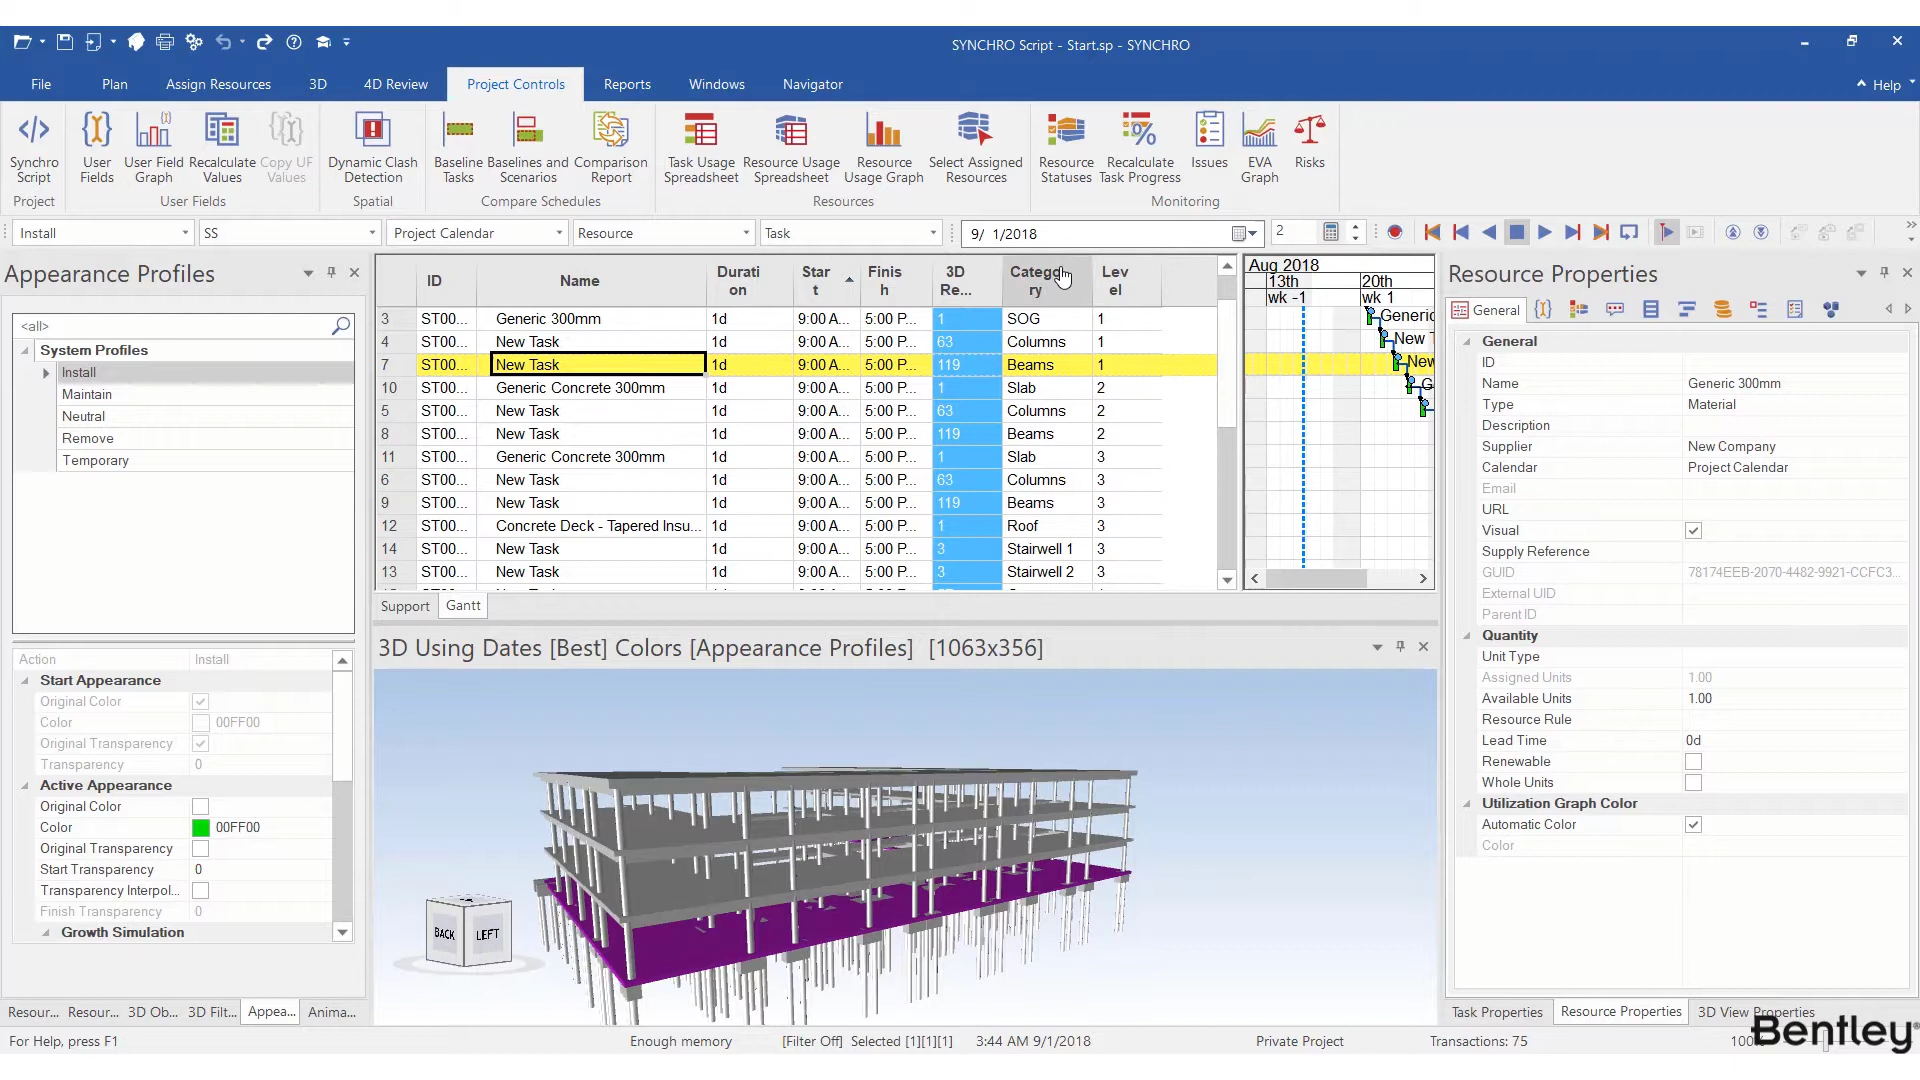 SYNCHRO Script - Start.sp - SYNCHRO
File Plan Assign Resources 3D 4D Review Project Controls Reports Windows Navigator Help
Synchro Script
User Fields
User Field Graph
Recalculate Values
Copy UF Values
Dynamic Clash Detection
Baseline Tasks
Baselines and Scenarios
Comparison Report
Task Usage Spreadsheet
Resource Usage Spreadsheet
Resource Usage Graph
Select Assigned Resources
Resource Statuses
Recalculate Task Progress
Issues
EVA Graph
Risks
Project User Fields Spatial Compare Schedules Resources Monitoring
Install SS Project Calendar Resource Task 9/ 1/2018 2
Appearance Profiles
<all>
System Profiles
Install
Maintain
Neutral
Remove
Temporary
Action Install
Start Appearance
Original Color
Color 00FF00
Original Transparency
Transparency 0
Active Appearance
Original Color
Color 00FF00
Original Transparency
Start Transparency 0
Transparency Interpol...
Finish Transparency 0
Growth Simulation
Resour... Resour... 3D Ob... 3D Filt... Appea... Anima...
ID Name Durati on Star t Finis h 3D Re... Catego ry Lev el
3 ST00... Generic 300mm 1d 9:00 A... 5:00 P... 1 SOG 1
4 ST00... New Task 1d 9:00 A... 5:00 P... 63 Columns 1
7 ST00... New Task 1d 9:00 A... 5:00 P... 119 Beams 1
10 ST00... Generic Concrete 300mm 1d 9:00 A... 5:00 P... 1 Slab 2
5 ST00... New Task 1d 9:00 A... 5:00 P... 63 Columns 2
8 ST00... New Task 1d 9:00 A... 5:00 P... 119 Beams 2
11 ST00... Generic Concrete 300mm 1d 9:00 A... 5:00 P... 1 Slab 3
6 ST00... New Task 1d 9:00 A... 5:00 P... 63 Columns 3
9 ST00... New Task 1d 9:00 A... 5:00 P... 119 Beams 3
12 ST00... Concrete Deck - Tapered Insu... 1d 9:00 A... 5:00 P... 1 Roof 3
14 ST00... New Task 1d 9:00 A... 5:00 P... 3 Stairwell 1 3
13 ST00... New Task 1d 9:00 A... 5:00 P... 3 Stairwell 2 3
Support Gantt
Aug 2018
13th 20th
wk -1 wk 1
Generic
New T
New
G
3D Using Dates [Best] Colors [Appearance Profiles] [1063x356]
BACK LEFT
Resource Properties
General
General
ID
Name Generic 300mm
Type Material
Description
Supplier New Company
Calendar Project Calendar
Email
URL
Visual
Supply Reference
GUID 78174EEB-2070-4482-9921-CCFC3...
External UID
Parent ID
Quantity
Unit Type
Assigned Units 1.00
Available Units 1.00
Resource Rule
Lead Time 0d
Renewable
Whole Units
Utilization Graph Color
Automatic Color
Color
Task Properties Resource Properties 3D View Properties
For Help, press F1 Enough memory [Filter Off] Selected [1][1][1] 3:44 AM 9/1/2018 Private Project Transactions: 75 100%
Bentley